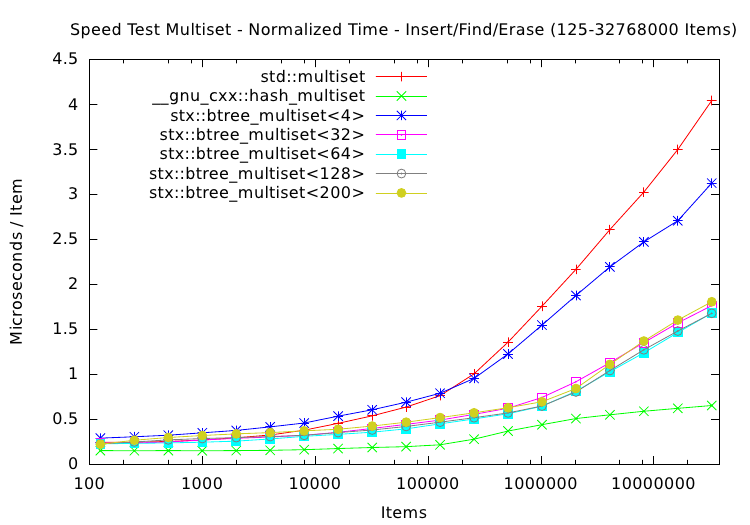 Speed Test Multiset - Normalized Time - Insert/Find/Erase (125-32768000 Items)
4.5
4
3.5
3
2.5
2
1.5
1
0.5
0
Microseconds / Item
std::multiset
__gnu_cxx::hash_multiset
stx::btree_multiset<4>
stx::btree_multiset<32>
stx::btree_multiset<64>
stx::btree_multiset<128>
stx::btree_multiset<200>
100 1000 10000 100000 1000000 10000000
Items